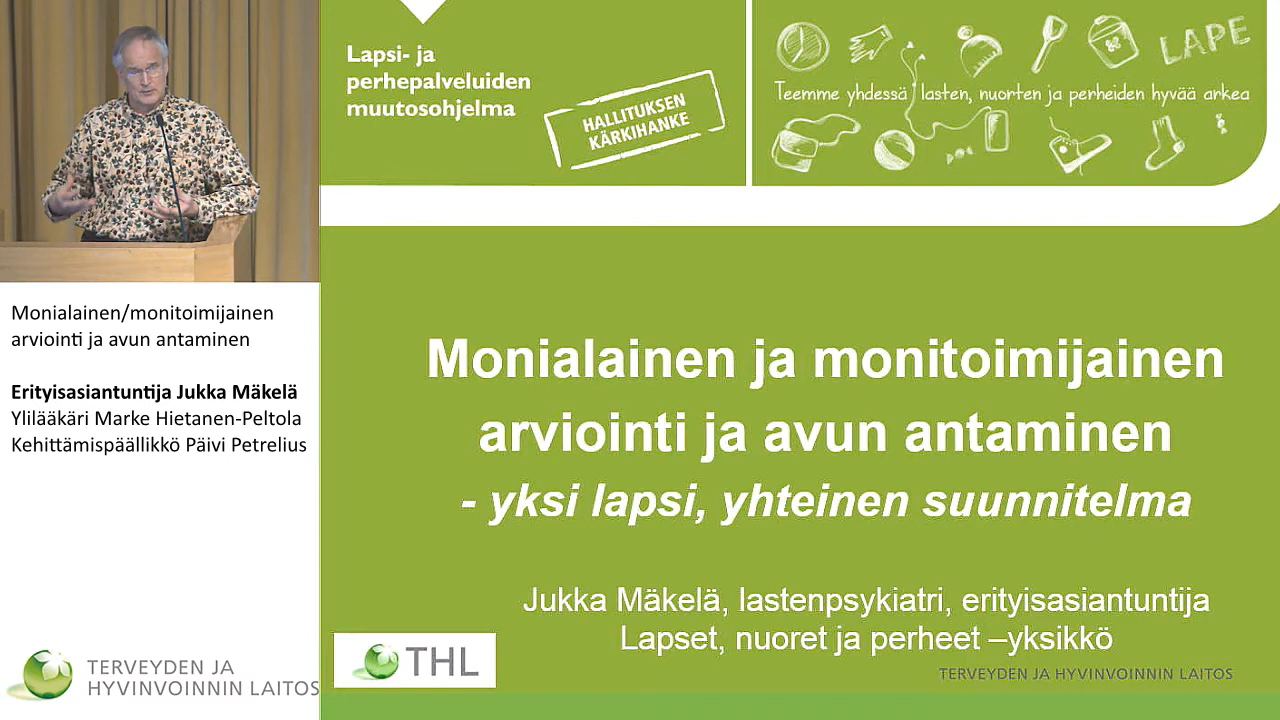 Lapsi- ja
perhepalveluiden
muutosohjelma
HALLITUKSEN
KÄRKIHANKE
LAPE
Teemme yhdessä lasten, nuorten ja perheiden hyvää arkea
Monialainen/monitoimijainen
arviointi ja avun antaminen
Erityisasiantuntija Jukka Mäkelä
Ylilääkäri Marke Hietanen-Peltola
Kehittämispäällikkö Päivi Petrelius
Monialainen ja monitoimijainen
arviointi ja avun antaminen
- yksi lapsi, yhteinen suunnitelma
Jukka Mäkelä, lastenpsykiatri, erityisasiantuntija
Lapset, nuoret ja perheet –yksikkö
THL
TERVEYDEN JA HYVINVOINNIN LAITOS
TERVEYDEN JA
HYVINVOINNIN LAITOS